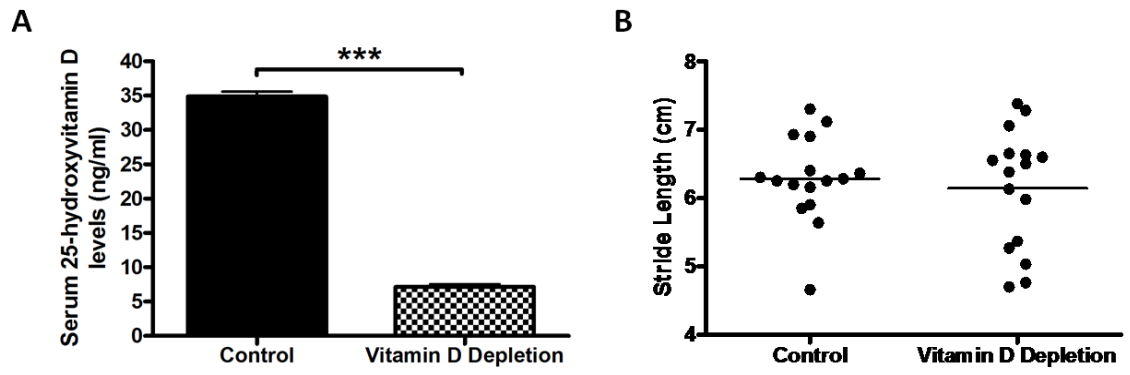 A
Serum 25-hydroxyvitamin D
levels (ng/ml)
40
35
30
25
20
15
10
5
0
***
Control
Vitamin D Depletion
B
Stride Length (cm)
8
7
6
5
4
Control
Vitamin D Depletion